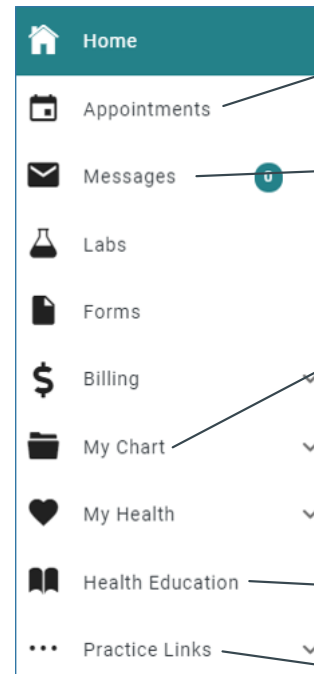 Home
Appointments
Messages 0
Labs
Forms
Billing
My Chart
My Health
Health Education
Practice Links